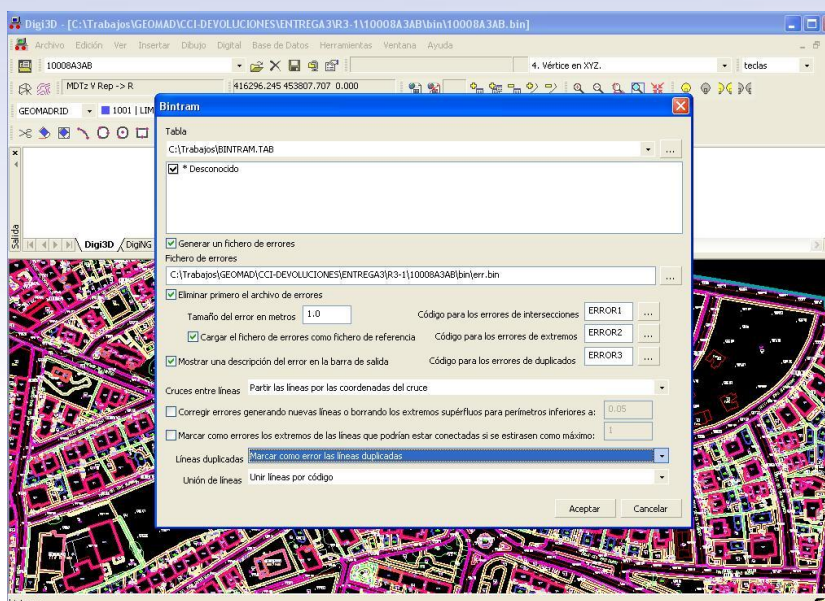 Digi3D - [C:\Trabajos\GEOMAD\CCI-DEVOLUCIONES\ENTREGA3\R3-1\10008A3AB\bin\10008A3AB.bin]
Archivo Edición Ver Insertar Dibujo Digital Base de Datos Herramientas Ventana Ayuda
10008A3AB 4. Vértice en XYZ. teclas
MDTz V Rep -> R 416296.245 453807.707 0.000
GEOMADRID 1001 | LIM
Bintram
Tabla
C:\Trabajos\BINTRAM.TAB ...
* Desconocido
Salida
Digi3D DigiNG
Generar un fichero de errores
Fichero de errores
C:\Trabajos\GEOMAD\CCI-DEVOLUCIONES\ENTREGA3\R3-1\10008A3AB\bin\err.bin ...
Eliminar primero el archivo de errores
Tamaño del error en metros 1.0 Código para los errores de intersecciones ERROR1 ...
Cargar el fichero de errores como fichero de referencia Código para los errores de extremos ERROR2 ...
Mostrar una descripción del error en la barra de salida Código para los errores de duplicados ERROR3 ...
Cruces entre líneas Partir las líneas por las coordenadas del cruce
Corregir errores generando nuevas líneas o borrando los extremos supérfluos para perímetros inferiores a: 0.05
Marcar como errores los extremos de las líneas que podrían estar conectadas si se estirasen como máximo: 1
Líneas duplicadas Marcar como error las líneas duplicadas
Unión de líneas Unir líneas por código
Aceptar Cancelar